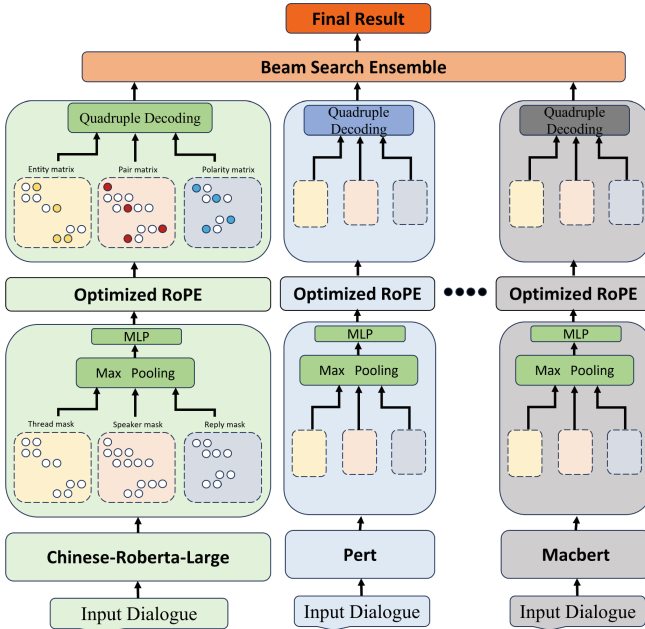 Final Result
Beam Search Ensemble
Quadruple Decoding
Entity matrix
Pair matrix
Polarity matrix
Quadruple
Decoding
Quadruple
Decoding
Optimized RoPE
Optimized RoPE
Optimized RoPE
MLP
Max Pooling
Thread mask
Speaker mask
Reply mask
MLP
Max Pooling
MLP
Max Pooling
Chinese-Roberta-Large
Pert
Macbert
Input Dialogue
Input Dialogue
Input Dialogue